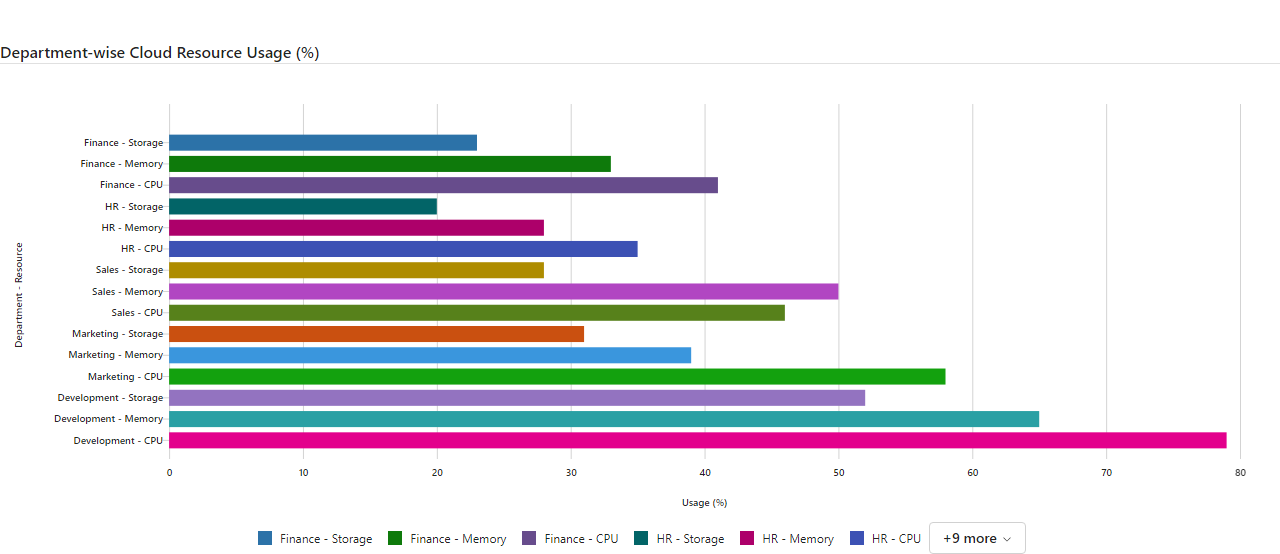 Department-wise Cloud Resource Usage (%)
Department - Resource
Finance - Storage
Finance - Memory
Finance - CPU
HR - Storage
HR - Memory
HR - CPU
Sales - Storage
Sales - Memory
Sales - CPU
Marketing - Storage
Marketing - Memory
Marketing - CPU
Development - Storage
Development - Memory
Development - CPU
0 10 20 30 40 50 60 70 80
Usage (%)
Finance - Storage Finance - Memory Finance - CPU HR - Storage HR - Memory HR - CPU +9 more